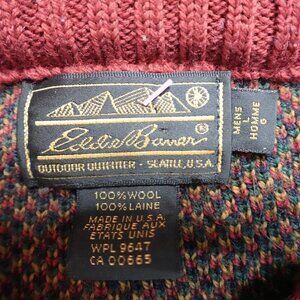 Eddie Bauer ®
OUTDOOR OUTFITTER - SEATTLE, U.S.A.
MENS
L
HOMME
G
100% WOOL
100% LAINE
MADE IN U.S.A.
FABRIQUE AUX
ETATS UNIS
WPL 9647
CA 00665